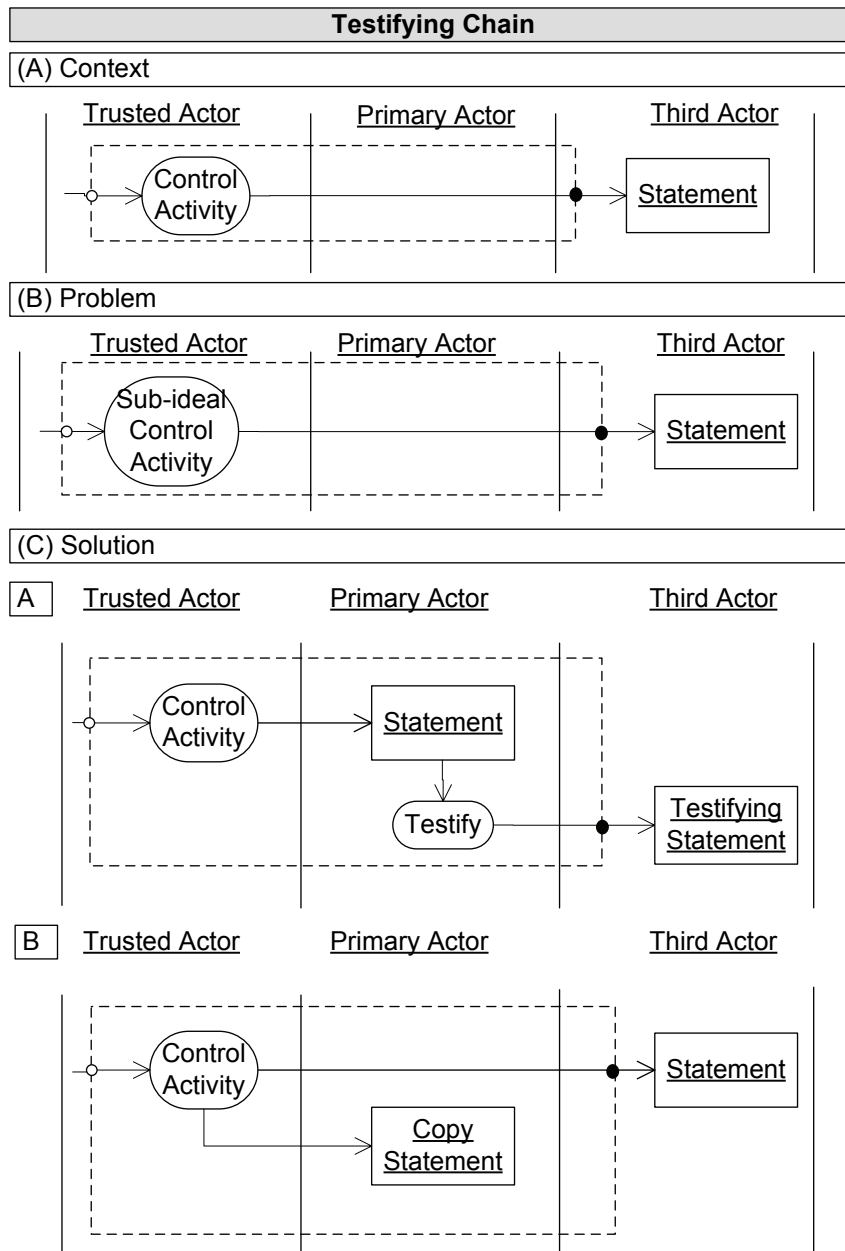 Testifying Chain
(A) Context
Trusted Actor
Primary Actor
Third Actor
Control
Activity
Statement
(B) Problem
Trusted Actor
Primary Actor
Third Actor
Sub-ideal
Control
Activity
Statement
(C) Solution
A
Trusted Actor
Primary Actor
Third Actor
Control
Activity
Statement
Testify
Testifying
Statement
B
Trusted Actor
Primary Actor
Third Actor
Control
Activity
Statement
Copy
Statement